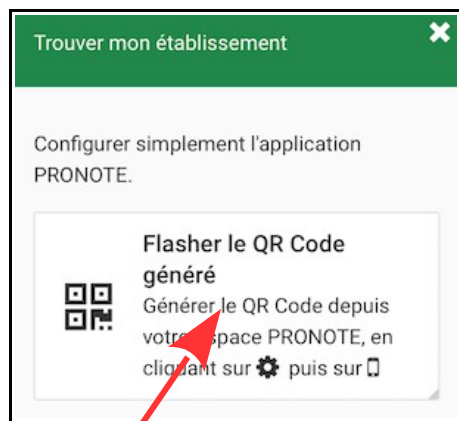 Trouver mon établissement
Configurer simplement l'application
PRONOTE.
Flasher le QR Code
généré
Générer le QR Code depuis
votre espace PRONOTE, en
cliquant sur puis sur